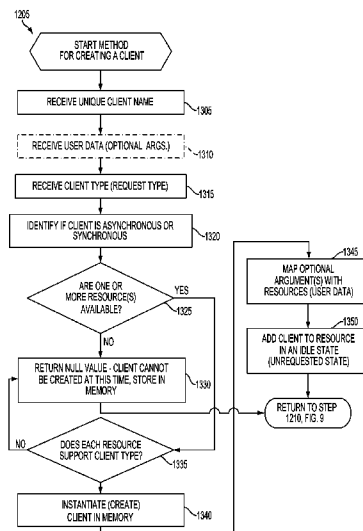 1205
START METHOD
FOR CREATING A CLIENT
RECEIVE UNIQUE CLIENT NAME
1305
RECEIVE USER DATA (OPTIONAL ARGS.)
1310
RECEIVE CLIENT TYPE (REQUEST TYPE)
1315
IDENTIFY IF CLIENT IS ASYNCHRONOUS OR
SYNCHRONOUS
1320
ARE ONE OR
MORE RESOURCE(S)
AVAILABLE?
YES
1325
NO
RETURN NULL VALUE - CLIENT CANNOT
BE CREATED AT THIS TIME, STORE IN
MEMORY
1330
DOES EACH RESOURCE
SUPPORT CLIENT TYPE?
NO
1335
INSTANTIATE (CREATE)
CLIENT IN MEMORY
1340
1345
MAP OPTIONAL
ARGUMENT(S) WITH
RESOURCES (USER DATA)
1350
ADD CLIENT TO RESOURCE
IN AN IDLE STATE
(UNREQUESTED STATE)
RETURN TO STEP
1210, FIG. 9